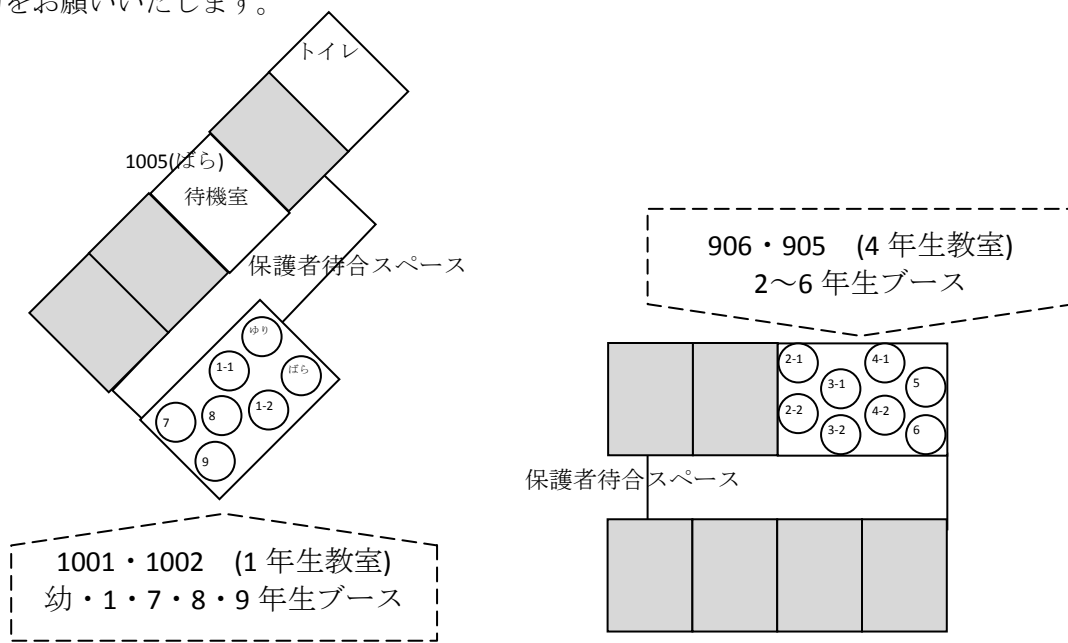 をお願いいたします。
トイレ
1005(ばら)
待機室
保護者待合スペース
ゆり
1-1
ばら
1-2
8
7
9
1001・1002 (1年生教室)
幼・1・7・8・9年生ブース
906・905 (4年生教室)
2～6年生ブース
2-1
4-1
3-1
5
2-2
4-2
3-2
6
保護者待合スペース